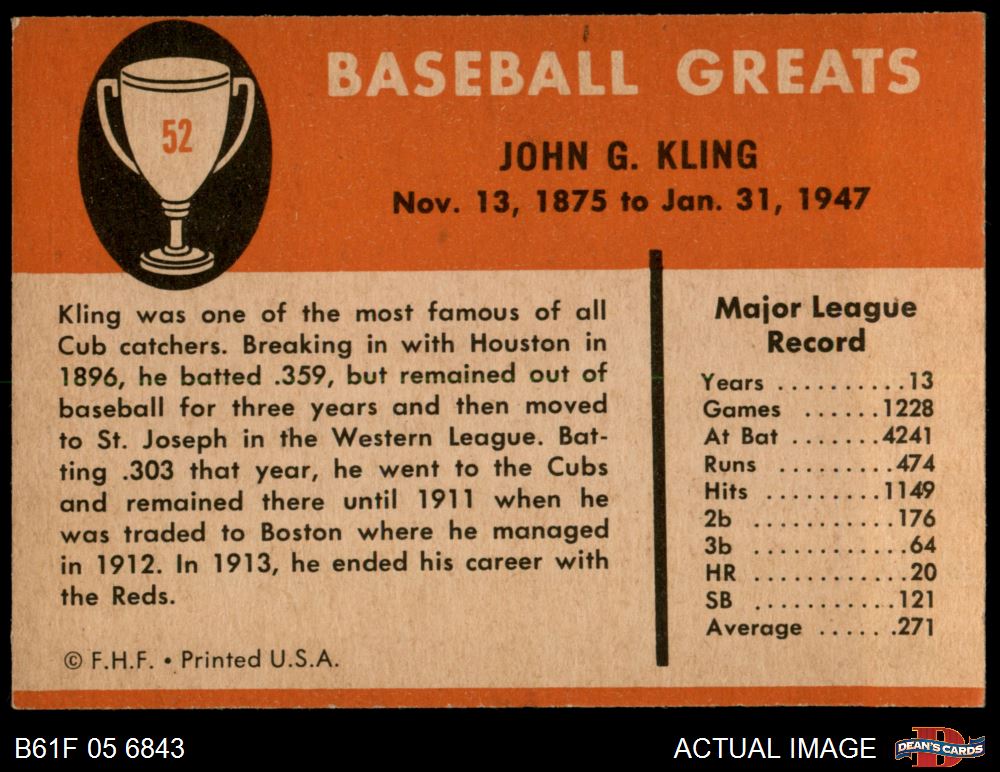 52
BASEBALL GREATS
JOHN G. KLING
Nov. 13, 1875 to Jan. 31, 1947
Kling was one of the most famous of all
Cub catchers. Breaking in with Houston in
1896, he batted .359, but remained out of
baseball for three years and then moved
to St. Joseph in the Western League. Bat-
ting .303 that year, he went to the Cubs
and remained there until 1911 when he
was traded to Boston where he managed
in 1912. In 1913, he ended his career with
the Reds.
© F.H.F. • Printed U.S.A.
Major League
Record
Years ..........13
Games ......1228
At Bat .......4241
Runs .........474
Hits .........1149
2b ...........176
3b ............64
HR ............20
SB ...........121
Average ......271
B61F 05 6843
ACTUAL IMAGE
D
DEAN'S CARDS